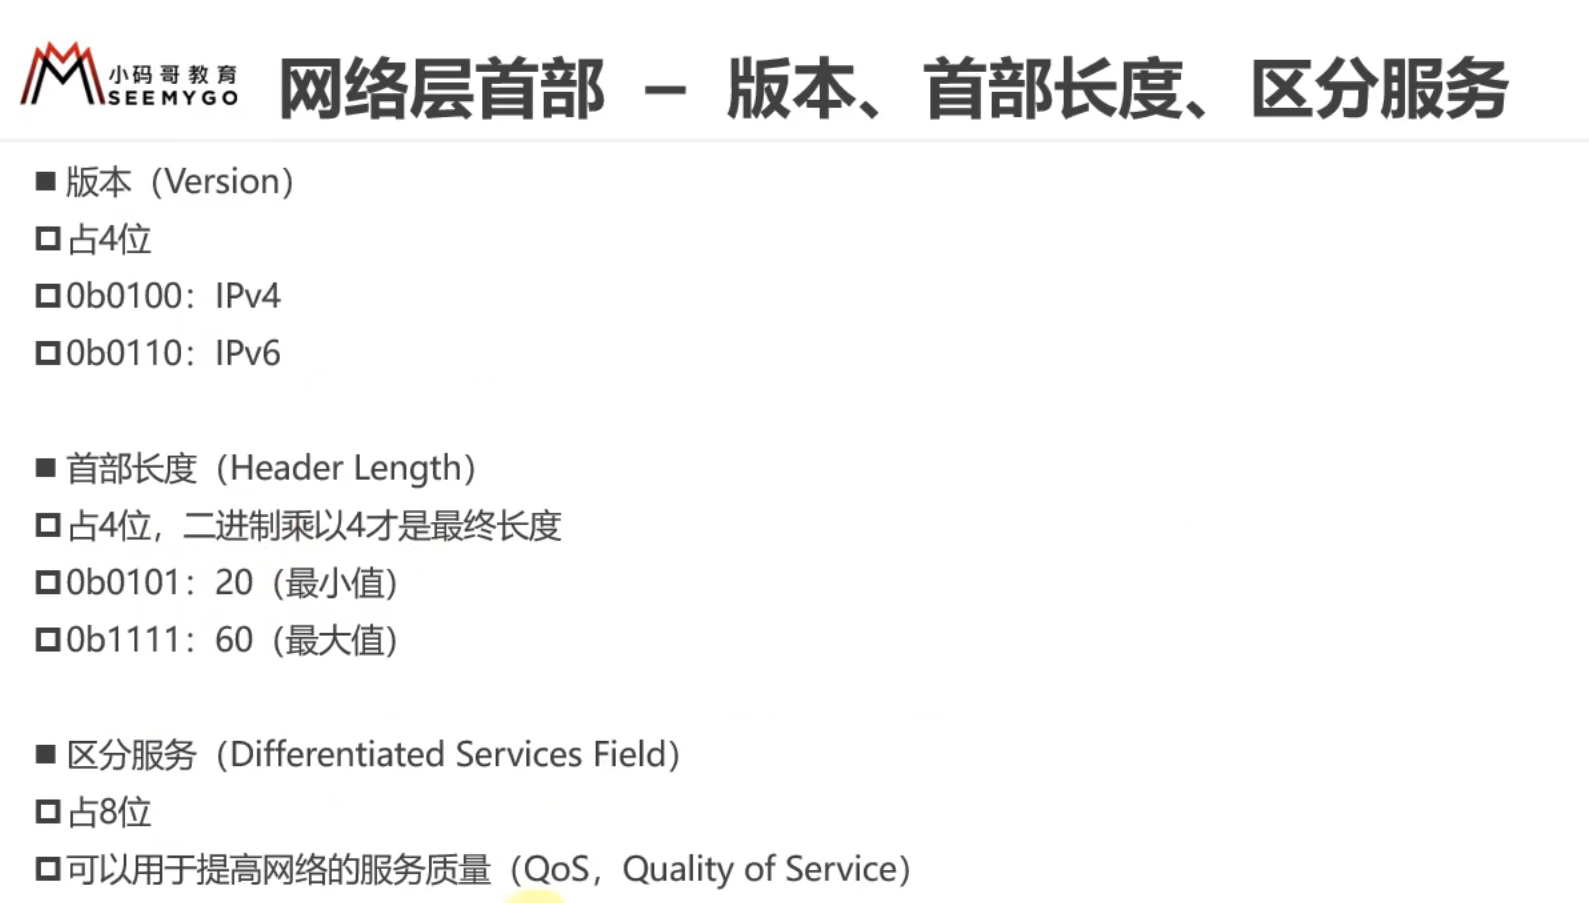 小码哥教育
SEEMYGO
网络层首部 – 版本、首部长度、区分服务
版本（Version）
占4位
0b0100：IPv4
0b0110：IPv6
首部长度（Header Length）
占4位，二进制乘以4才是最终长度
0b0101：20（最小值）
0b1111：60（最大值）
区分服务（Differentiated Services Field）
占8位
可以用于提高网络的服务质量（QoS，Quality of Service）